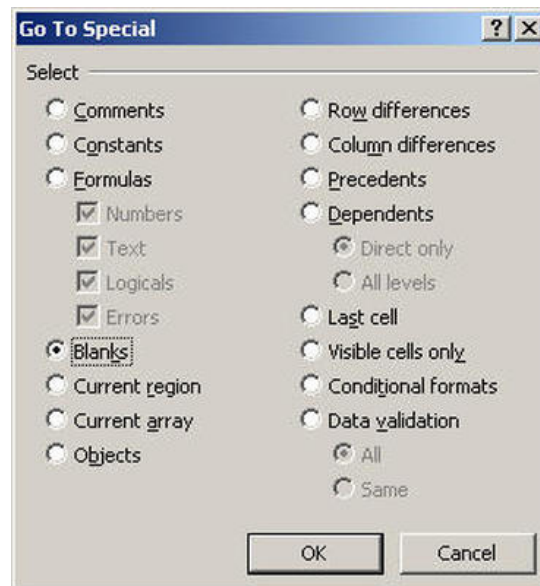 Go To Special
Select
Comments
Constants
Formulas
Numbers
Text
Logicals
Errors
Blanks
Current region
Current array
Objects
Row differences
Column differences
Precedents
Dependents
Direct only
All levels
Last cell
Visible cells only
Conditional formats
Data validation
All
Same
OK
Cancel